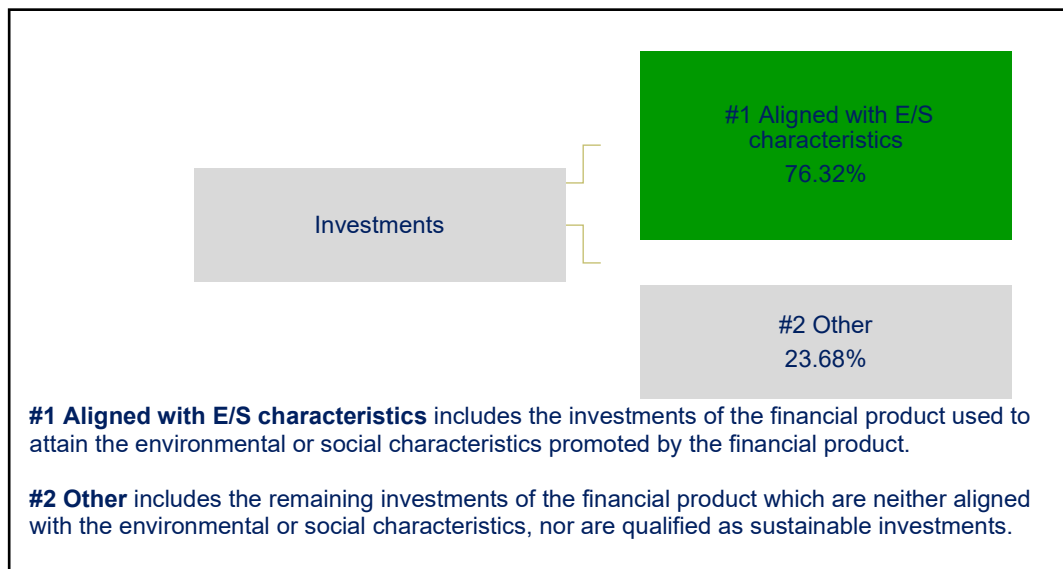 #1 Aligned with E/S
characteristics
76.32%
Investments
#2 Other
23.68%
#1 Aligned with E/S characteristics includes the investments of the financial product used to
attain the environmental or social characteristics promoted by the financial product.
#2 Other includes the remaining investments of the financial product which are neither aligned
with the environmental or social characteristics, nor are qualified as sustainable investments.